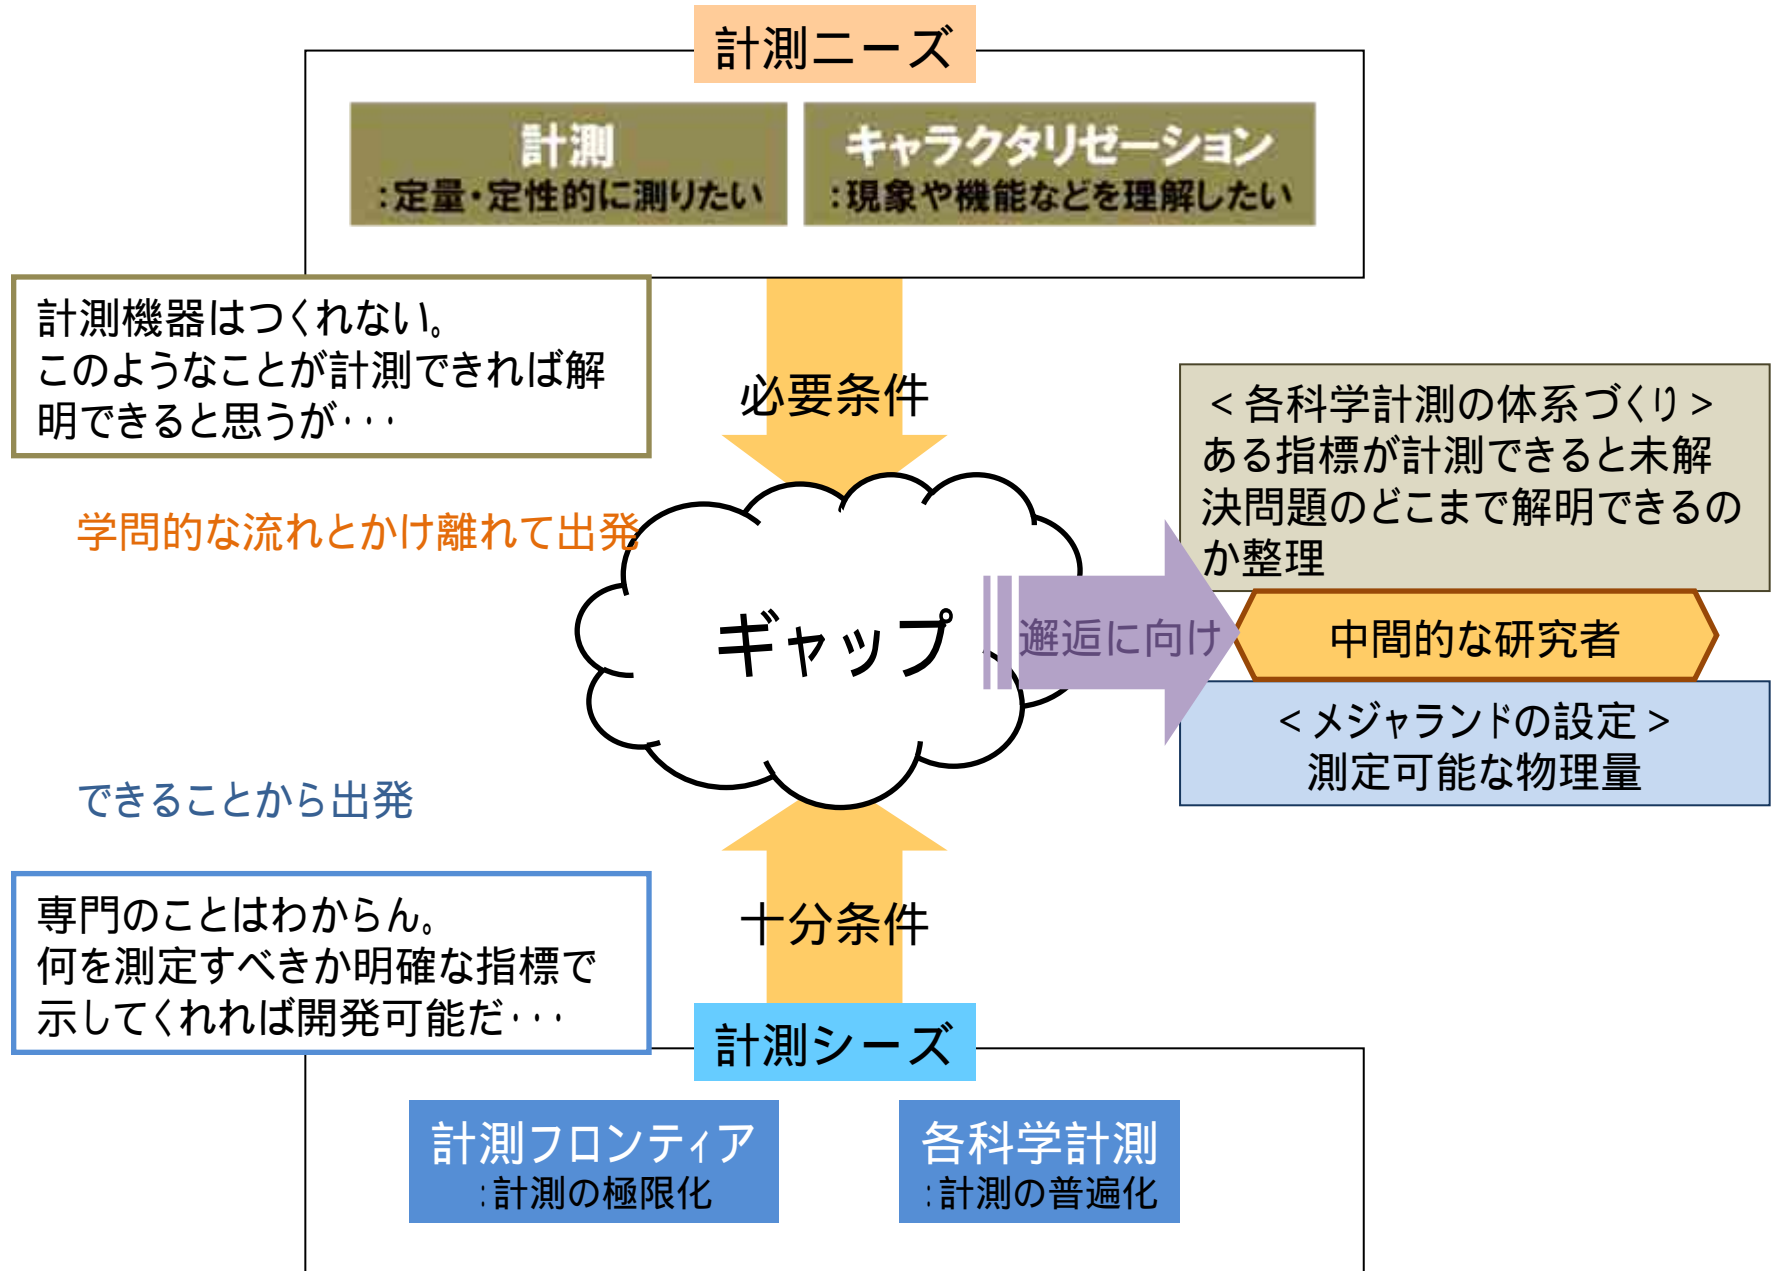 計測ニーズ
計測
:定量・定性的に測りたい
キャラクタリゼーション
:現象や機能などを理解したい
計測機器はつくれない。
このようなことが計測できれば解
明できると思うが・・・
必要条件
学問的な流れとかけ離れて出発
<各科学計測の体系づくり>
ある指標が計測できると未解
決問題のどこまで解明できるの
か整理
ギャップ
邂逅に向け
中間的な研究者
<メジャランドの設定>
測定可能な物理量
できることから出発
専門のことはわからん。
何を測定すべきか明確な指標で
示してくれれば開発可能だ・・・
十分条件
計測シーズ
計測フロンティア
:計測の極限化
各科学計測
:計測の普遍化